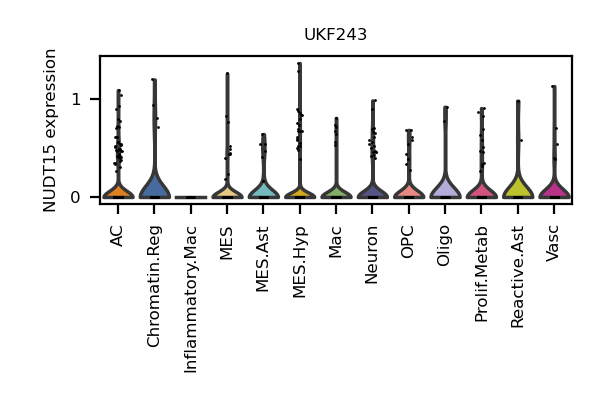 UKF243
NUDT15 expression
1
0
AC
Chromatin.Reg
Inflammatory.Mac
MES
MES.Ast
MES.Hyp
Mac
Neuron
OPC
Oligo
Prolif.Metab
Reactive.Ast
Vasc